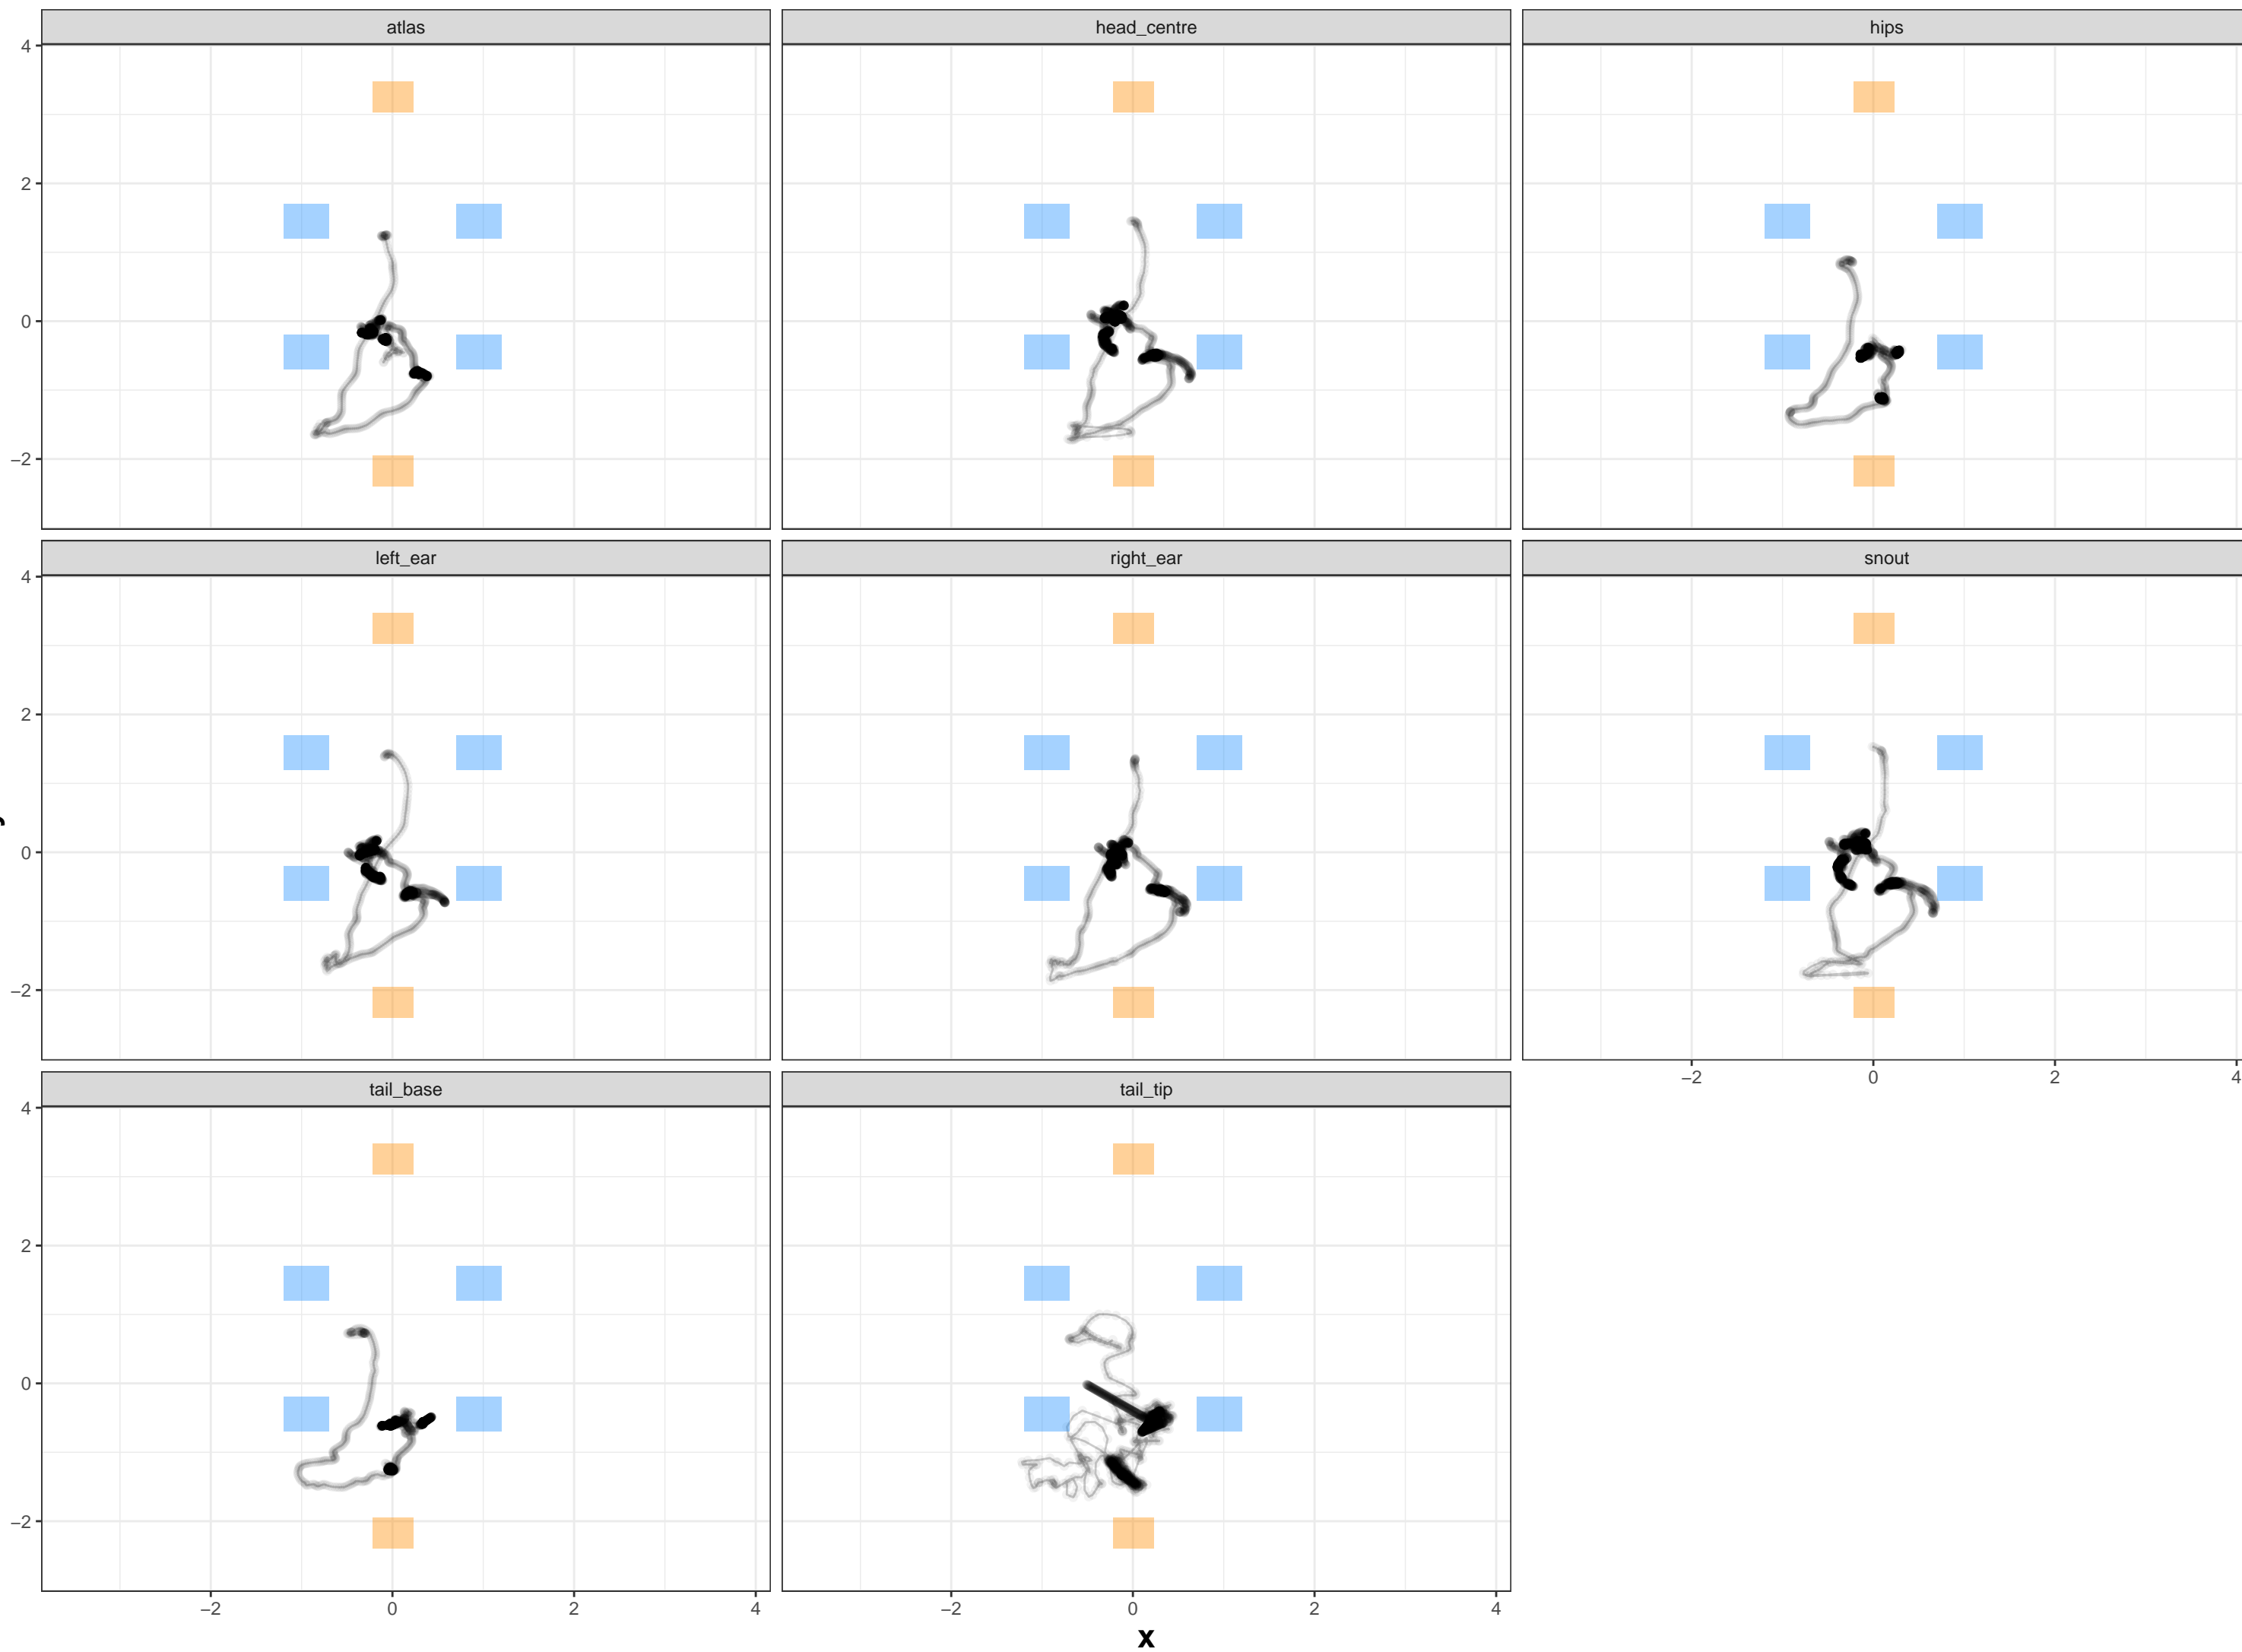 atlas head_centre hips
4
2
0
−2
left_ear right_ear snout
4
2
0
−2
−2 0 2 4
tail_base tail_tip
4
2
0
−2
−2 0 2 4 −2 0 2 4
x